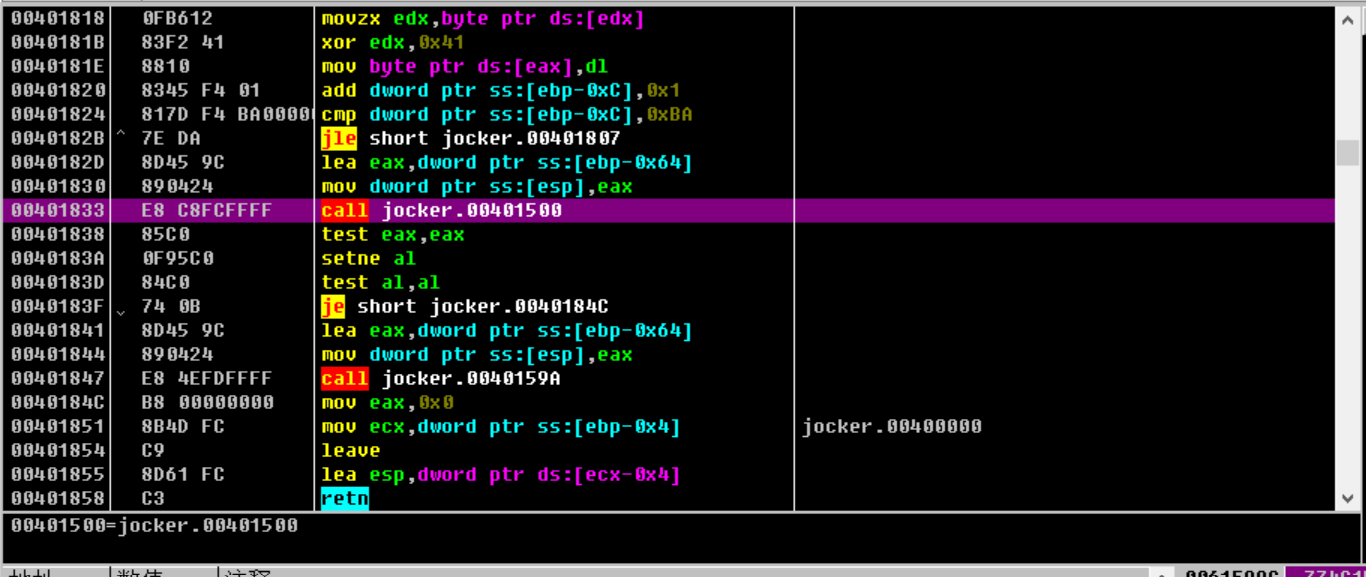 00401818 0FB612 movzx edx,byte ptr ds:[edx]
0040181B 83F2 41 xor edx,0x41
0040181E 8810 mov byte ptr ds:[eax],dl
00401820 8345 F4 01 add dword ptr ss:[ebp-0xC],0x1
00401824 817D F4 BA0000 cmp dword ptr ss:[ebp-0xC],0xBA
0040182B ^ 7E DA jle short jocker.00401807
0040182D 8D45 9C lea eax,dword ptr ss:[ebp-0x64]
00401830 890424 mov dword ptr ss:[esp],eax
00401833 E8 C8FCFFFF call jocker.00401500
00401838 85C0 test eax,eax
0040183A 0F95C0 setne al
0040183D 84C0 test al,al
0040183F 74 0B je short jocker.0040184C
00401841 8D45 9C lea eax,dword ptr ss:[ebp-0x64]
00401844 890424 mov dword ptr ss:[esp],eax
00401847 E8 4EFDFFFF call jocker.0040159A
0040184C B8 00000000 mov eax,0x0
00401851 8B4D FC mov ecx,dword ptr ss:[ebp-0x4] jocker.00400000
00401854 C9 leave
00401855 8D61 FC lea esp,dword ptr ds:[ecx-0x4]
00401858 C3 retn
00401500=jocker.00401500
地址 数值 注释